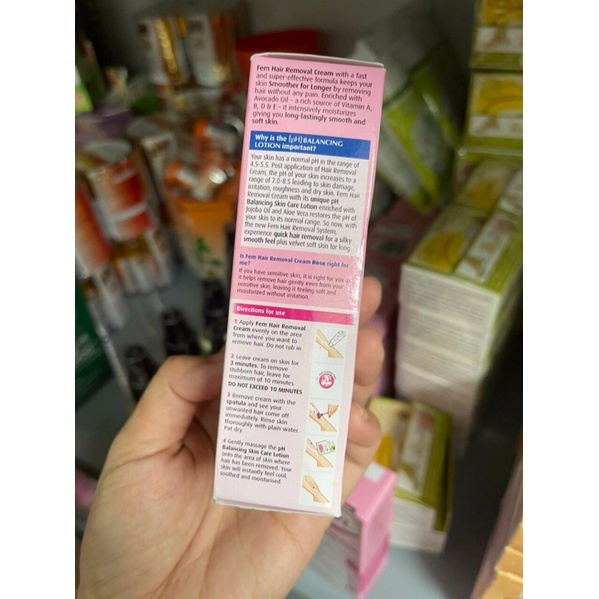 Fem Hair Removal Cream with a fast
and super-effective formula keeps your
skin Smoother for Longer by removing
hair without any pain. Enriched with
Avocado Oil – a rich source of Vitamin A,
B, D & E – it intensively moisturizes
giving you long-lastingly smooth and
soft skin.
Why is the [pH] BALANCING
LOTION important?
Your skin has a normal pH in the range of
4.5-5.5. Post application of Hair Removal
Cream, the pH of your skin increases to a
range of 7.0-8.5 leading to skin damage,
irritation, roughness and dry skin. Fem Hair
Removal Cream with its unique pH
Balancing Skin Care Lotion enriched with
Jojoba Oil and Aloe Vera restores the pH of
your skin to its normal range. So now, with
the new Fem Hair Removal System,
experience quick hair removal for a silky
smooth feel plus velvet soft skin for long
Is Fem Hair Removal Cream Rose right for
me?
If you have sensitive skin, it is right for you as
it helps remove hair gently even from your
sensitive skin, leaving it feeling soft and
moisturized without irritation.
Directions for use
1 Apply Fem Hair Removal
Cream evenly on the area
from where you want to
remove hair. Do not rub in
2 Leave cream on skin for
3 minutes. To remove
stubborn hair, leave for
maximum of 10 minutes.
DO NOT EXCEED 10 MINUTES
3 Remove cream with the
spatula and see your
unwanted hair come off
immediately. Rinse skin
thoroughly with plain water.
Pat dry
4 Gently massage the pH
Balancing Skin Care Lotion
onto the area of skin where
hair has been removed. Your
skin will instantly feel cool,
soothed and moisturised